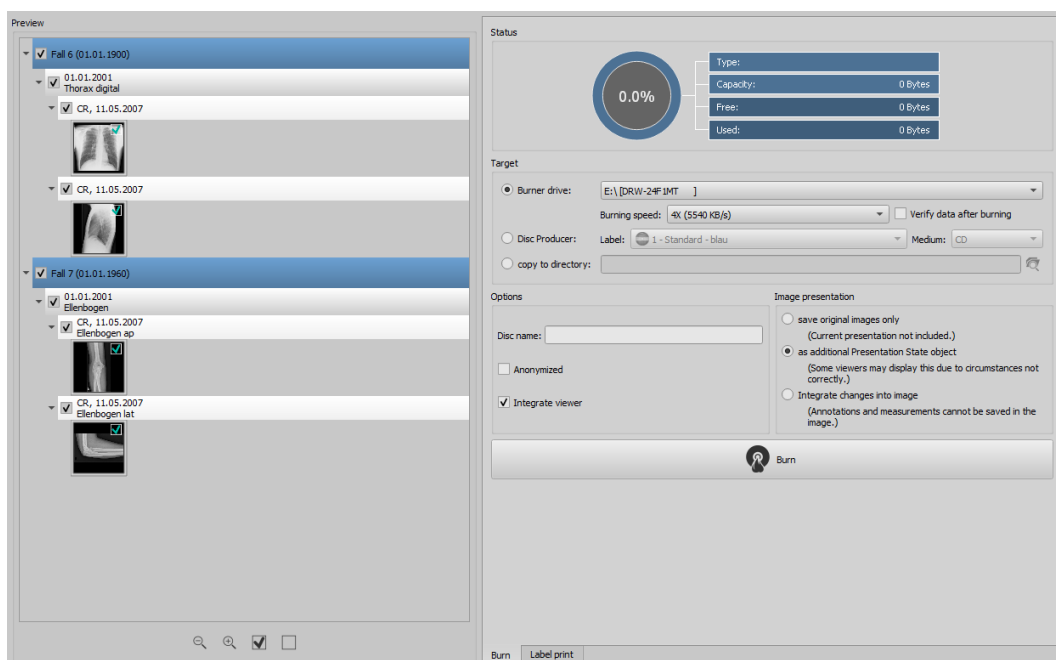 Preview
Fall 6 (01.01.1900)
01.01.2001
Thorax digital
CR, 11.05.2007
CR, 11.05.2007
Fall 7 (01.01.1960)
01.01.2001
Ellenbogen
CR, 11.05.2007
Ellenbogen ap
CR, 11.05.2007
Ellenbogen lat
Status
0.0%
Type:
Capacity: 0 Bytes
Free: 0 Bytes
Used: 0 Bytes
Target
Burner drive: E:\ [DRW-24F1MT ]
Burning speed: 4X (5540 KB/s) Verify data after burning
Disc Producer: Label: 1 - Standard - blau Medium: CD
copy to directory:
Options
Disc name:
Anonymized
Integrate viewer
Image presentation
save original images only
(Current presentation not included.)
as additional Presentation State object
(Some viewers may display this due to circumstances not
correctly.)
Integrate changes into image
(Annotations and measurements cannot be saved in the
image.)
Burn
Burn Label print